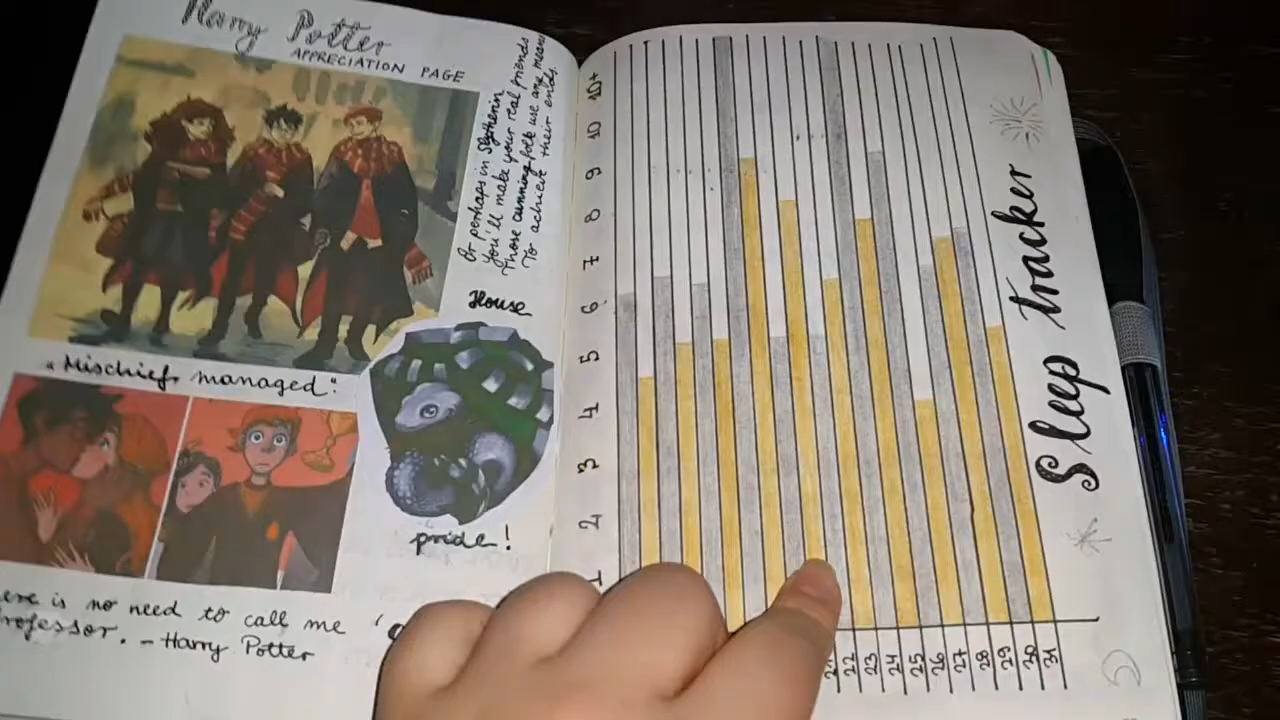 Harry Potter
APPRECIATION PAGE
Or perhaps in Slytherin
You'll make your real friends
Those cunning folk use any means
To achieve their ends.
"Mischief managed"
House
pride!
ere is no need to call me
rofessor. - Harry Potter
10+
10
9
8
7
6
5
4
3
2
1
22
23
24
25
26
27
28
29
30
31
Sleep tracker